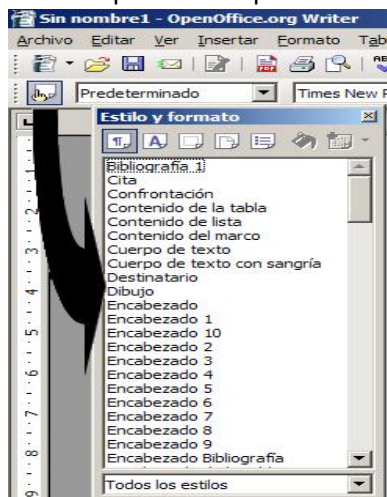 Sin nombre1 - OpenOffice.org Writer
Archivo Editar Ver Insertar Formato
Predeterminado Times New
Estilo y formato
Bibliografía 1
Cita
Confrontación
Contenido de la tabla
Contenido de lista
Contenido del marco
Cuerpo de texto
Cuerpo de texto con sangría
Destinatario
Dibujo
Encabezado
Encabezado 1
Encabezado 10
Encabezado 2
Encabezado 3
Encabezado 4
Encabezado 5
Encabezado 6
Encabezado 7
Encabezado 8
Encabezado 9
Encabezado Bibliografía
Todos los estilos